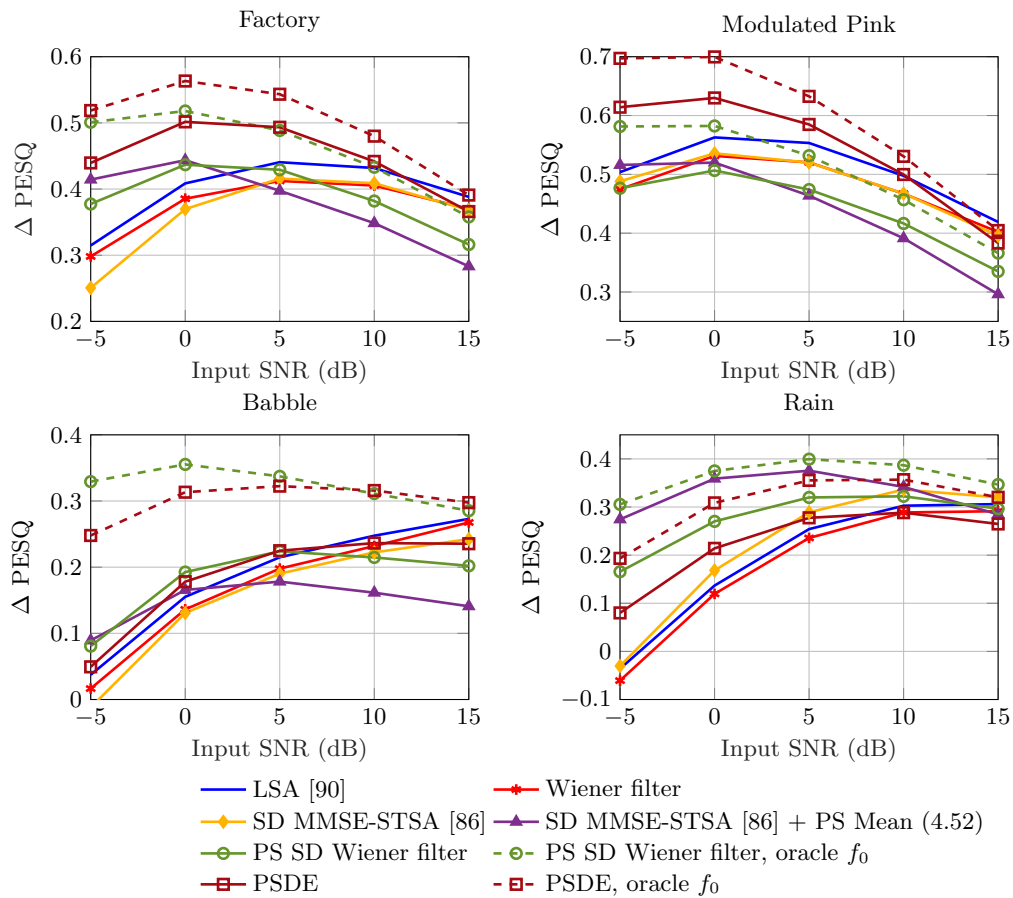 Factory
Modulated Pink
0.6
0.5
0.4
0.3
0.2
Δ PESQ
−5 0 5 10 15
Input SNR (dB)
0.7
0.6
0.5
0.4
0.3
Δ PESQ
−5 0 5 10 15
Input SNR (dB)
Babble
Rain
0.4
0.3
0.2
0.1
0
Δ PESQ
−5 0 5 10 15
Input SNR (dB)
0.4
0.3
0.2
0.1
0
−0.1
Δ PESQ
−5 0 5 10 15
Input SNR (dB)
LSA [90]
Wiener filter
SD MMSE-STSA [86]
SD MMSE-STSA [86] + PS Mean (4.52)
PS SD Wiener filter
PS SD Wiener filter, oracle f₀
PSDE
PSDE, oracle f₀